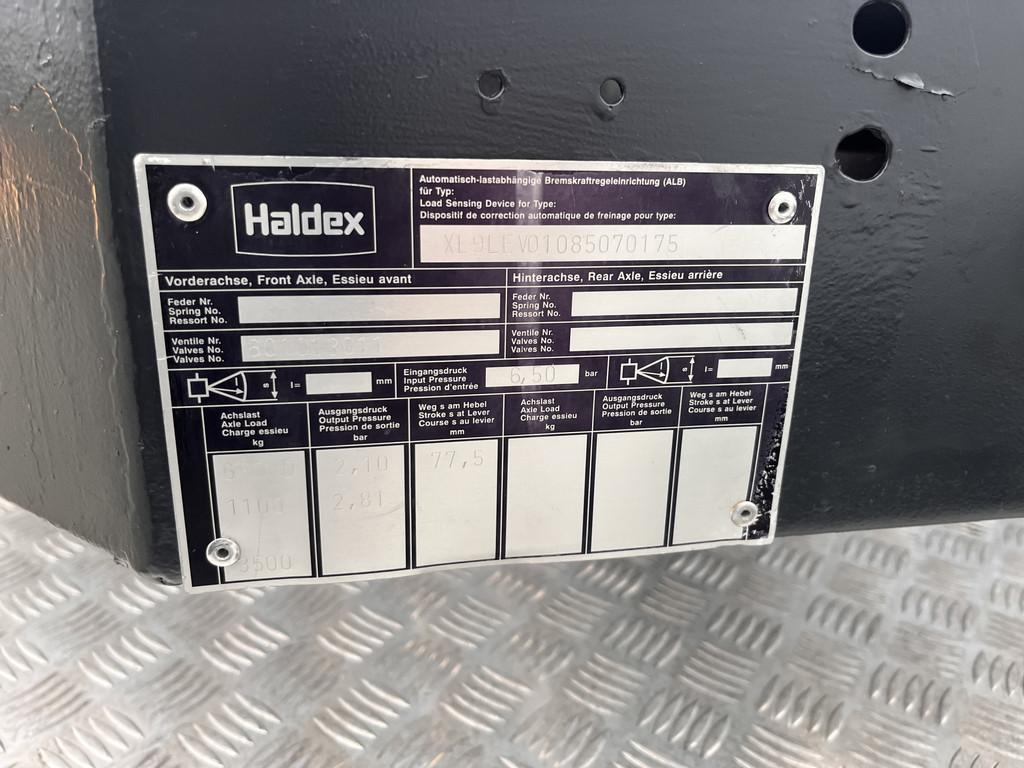 Haldex
Automatisch-lastabhängige Bremskraftregeleinrichtung (ALB)
für Typ:
Load Sensing Device for Type:
Dispositif de correction automatique de freinage pour type:
XL9LEV01085070175
Vorderachse, Front Axle, Essieu avant
Hinterachse, Rear Axle, Essieu arrière
Feder Nr.
Spring No.
Ressort No.
Feder Nr.
Spring No.
Ressort No.
Ventile Nr.
Valves No.
Valves No.
Ventile Nr.
Valves No.
Valves No.
s l= mm
Eingangsdruck
Input Pressure
Pression d'entrée
6,50 bar
s l= mm
Achslast
Axle Load
Charge essieu
kg
Ausgangsdruck
Output Pressure
Pression de sortie
bar
Weg s am Hebel
Stroke s at Lever
Course s au levier
mm
Achslast
Axle Load
Charge essieu
kg
Ausgangsdruck
Output Pressure
Pression de sortie
bar
Weg s am Hebel
Stroke s at Lever
Course s au levier
mm
2,10 77,5
2,81
3500